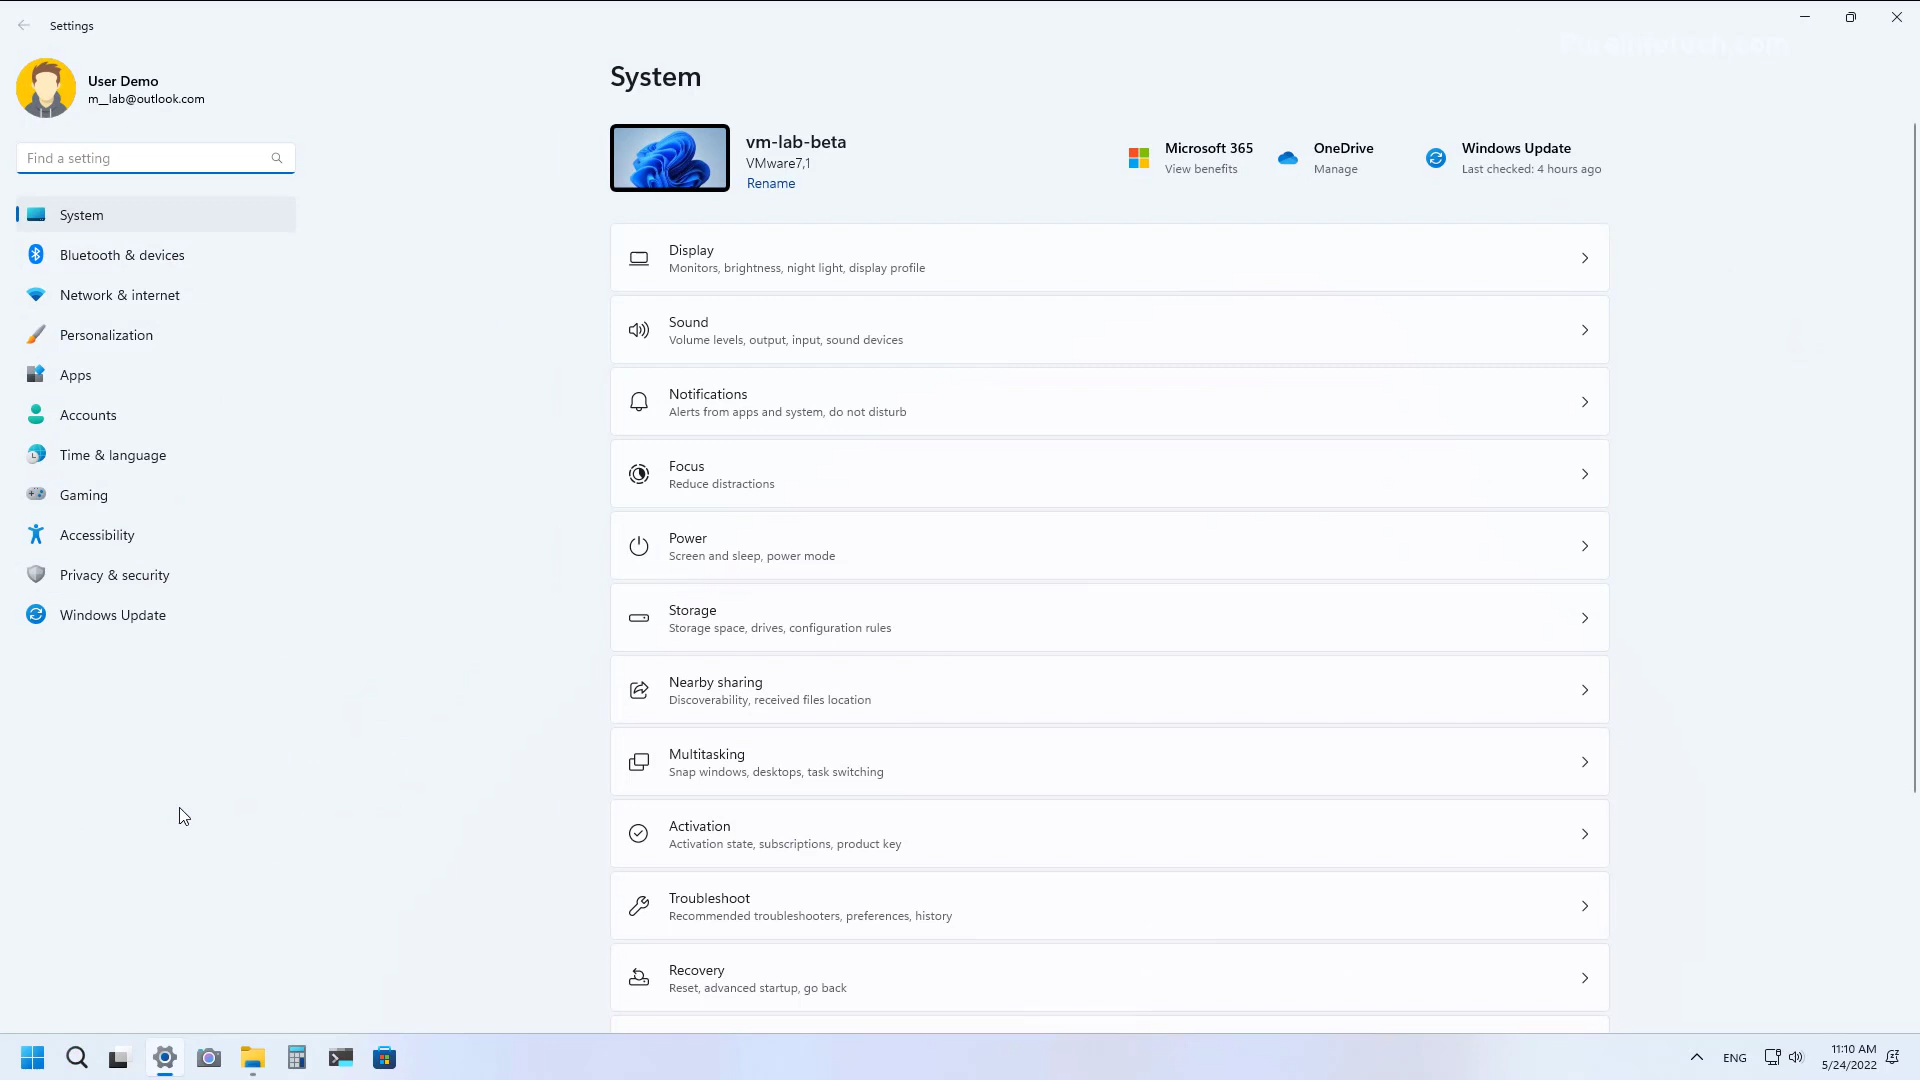 Settings
Pureinfotech.com
User Demo
m__lab@outlook.com
Find a setting
System
Bluetooth & devices
Network & internet
Personalization
Apps
Accounts
Time & language
Gaming
Accessibility
Privacy & security
Windows Update
System
vm-lab-beta
VMware7,1
Rename
Microsoft 365
View benefits
OneDrive
Manage
Windows Update
Last checked: 4 hours ago
Display
Monitors, brightness, night light, display profile
Sound
Volume levels, output, input, sound devices
Notifications
Alerts from apps and system, do not disturb
Focus
Reduce distractions
Power
Screen and sleep, power mode
Storage
Storage space, drives, configuration rules
Nearby sharing
Discoverability, received files location
Multitasking
Snap windows, desktops, task switching
Activation
Activation state, subscriptions, product key
Troubleshoot
Recommended troubleshooters, preferences, history
Recovery
Reset, advanced startup, go back
ENG
11:10 AM
5/24/2022